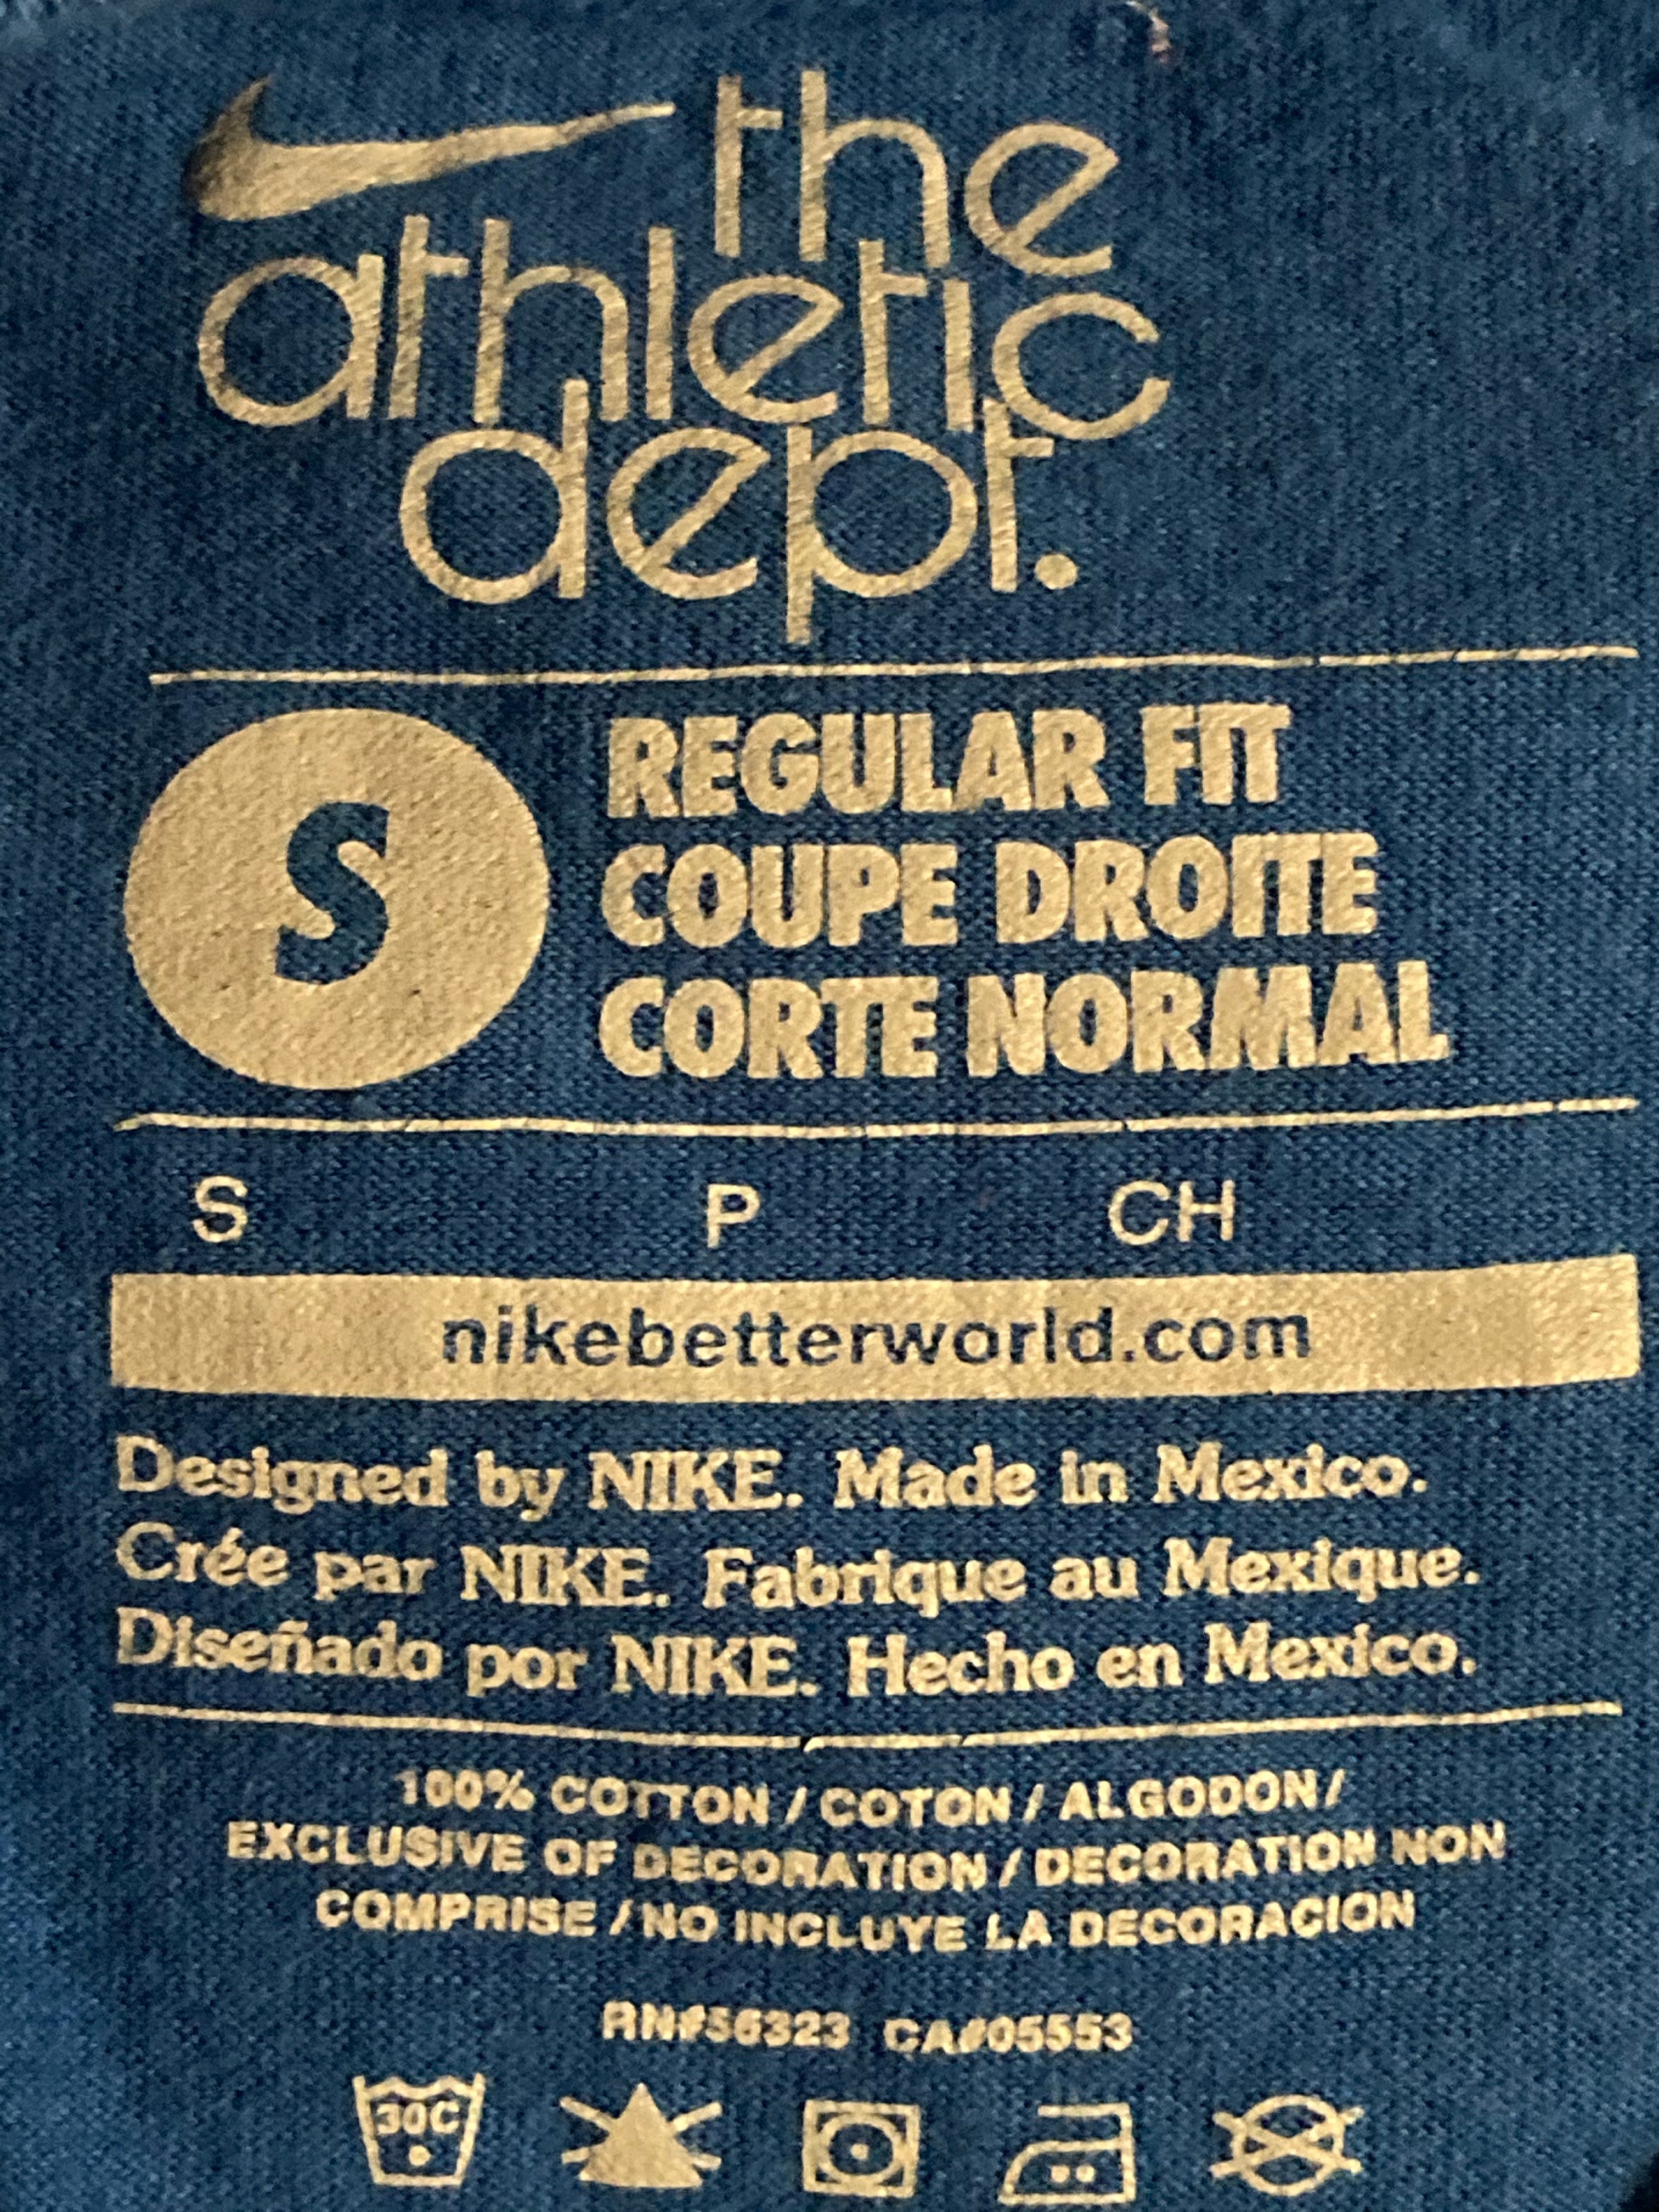 the
athletic
dept.
S
REGULAR FIT
COUPE DROITE
CORTE NORMAL
S P CH
nikebetterworld.com
Designed by NIKE. Made in Mexico.
Crée par NIKE. Fabrique au Mexique.
Diseñado por NIKE. Hecho en Mexico.
100% COTTON / COTON / ALGODON /
EXCLUSIVE OF DECORATION / DECORATION NON
COMPRISE / NO INCLUYE LA DECORACION
RN#56323 CA#05553
30C